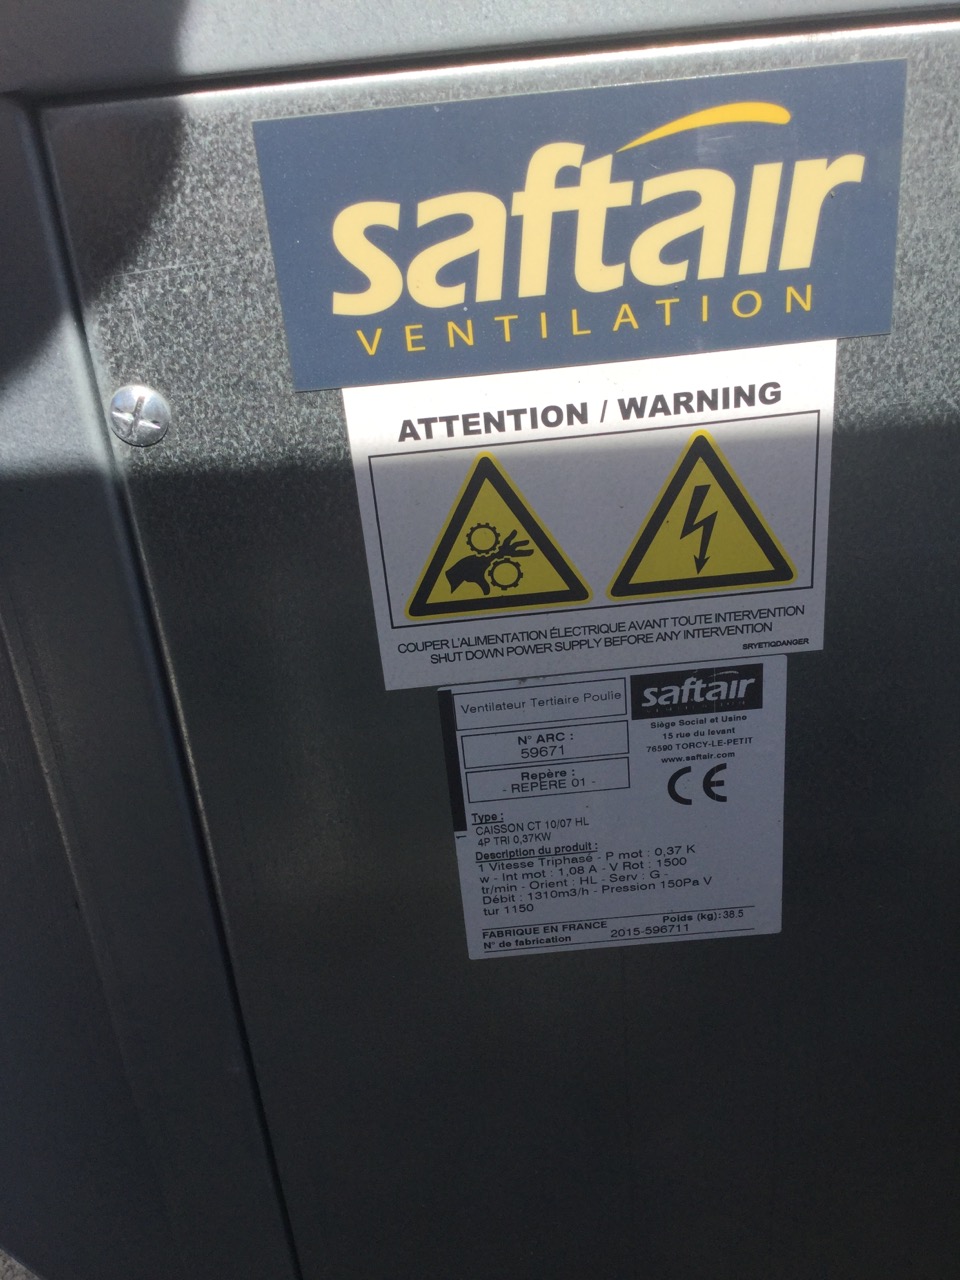 saftair
VENTILATION
ATTENTION / WARNING
COUPER L'ALIMENTATION ÉLECTRIQUE AVANT TOUTE INTERVENTION
SHUT DOWN POWER SUPPLY BEFORE ANY INTERVENTION
SRYETIQDANGER
Ventilateur Tertiaire Poulie
saftair
N° ARC :
59671
Repère :
- REPERE 01 -
Siège Social et Usine
15 rue du levant
76590 TORCY-LE-PETIT
www.saftair.com
CE
Type :
CAISSON CT 10/07 HL
4P TRI 0,37KW
Description du produit :
1 Vitesse Triphasé - P mot : 0,37 K
w - Int mot : 1,08 A - V Rot : 1500
tr/min - Orient : HL - Serv : G -
Débit : 1310m3/h - Pression 150Pa V
tur 1150
FABRIQUE EN FRANCE Poids (kg): 38.5
N° de fabrication 2015-596711